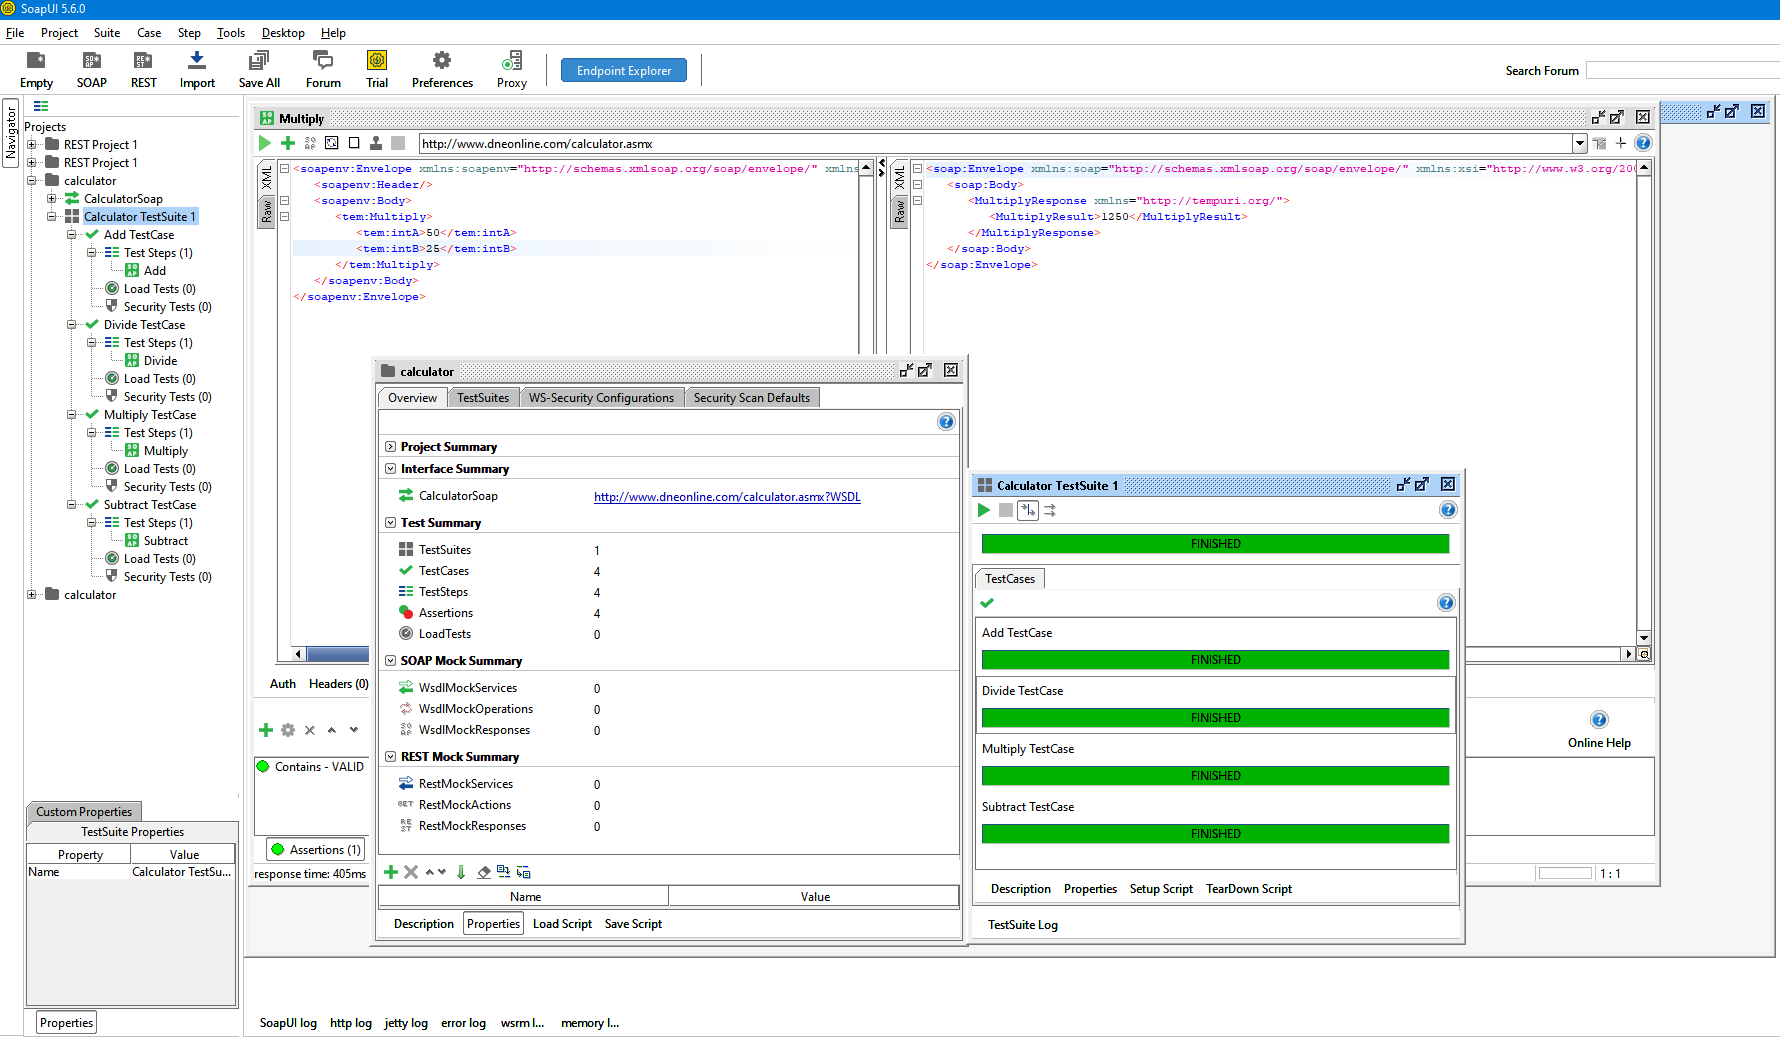 SoapUI 5.6.0
File Project Suite Case Step Tools Desktop Help
Empty SOAP REST Import Save All Forum Trial Preferences Proxy Endpoint Explorer Search Forum
Navigator
Projects
REST Project 1
REST Project 1
calculator
CalculatorSoap
Calculator TestSuite 1
Add TestCase
Test Steps (1)
Add
Load Tests (0)
Security Tests (0)
Divide TestCase
Test Steps (1)
Divide
Load Tests (0)
Security Tests (0)
Multiply TestCase
Test Steps (1)
Multiply
Load Tests (0)
Security Tests (0)
Subtract TestCase
Test Steps (1)
Subtract
Load Tests (0)
Security Tests (0)
calculator
Custom Properties
TestSuite Properties
Property Value
Name Calculator TestSu...
Properties
Multiply
http://www.dneonline.com/calculator.asmx
XML
Raw
<soapenv:Envelope xmlns:soapenv="http://schemas.xmlsoap.org/soap/envelope/" xmlns
<soapenv:Header/>
<soapenv:Body>
<tem:Multiply>
<tem:intA>50</tem:intA>
<tem:intB>25</tem:intB>
</tem:Multiply>
</soapenv:Body>
</soapenv:Envelope>
XML
Raw
<soap:Envelope xmlns:soap="http://schemas.xmlsoap.org/soap/envelope/" xmlns:xsi="http://www.w3.org/200
<soap:Body>
<MultiplyResponse xmlns="http://tempuri.org/">
<MultiplyResult>1250</MultiplyResult>
</MultiplyResponse>
</soap:Body>
</soap:Envelope>
Auth Headers (0)
Contains - VALID
Assertions (1)
response time: 405ms
Online Help
1 : 1
calculator
Overview TestSuites WS-Security Configurations Security Scan Defaults
Project Summary
Interface Summary
CalculatorSoap http://www.dneonline.com/calculator.asmx?WSDL
Test Summary
TestSuites 1
TestCases 4
TestSteps 4
Assertions 4
LoadTests 0
SOAP Mock Summary
WsdlMockServices 0
WsdlMockOperations 0
WsdlMockResponses 0
REST Mock Summary
RestMockServices 0
RestMockActions 0
RestMockResponses 0
Name Value
Description Properties Load Script Save Script
Calculator TestSuite 1
FINISHED
TestCases
Add TestCase
FINISHED
Divide TestCase
FINISHED
Multiply TestCase
FINISHED
Subtract TestCase
FINISHED
Description Properties Setup Script TearDown Script
TestSuite Log
SoapUI log http log jetty log error log wsrm l... memory l...